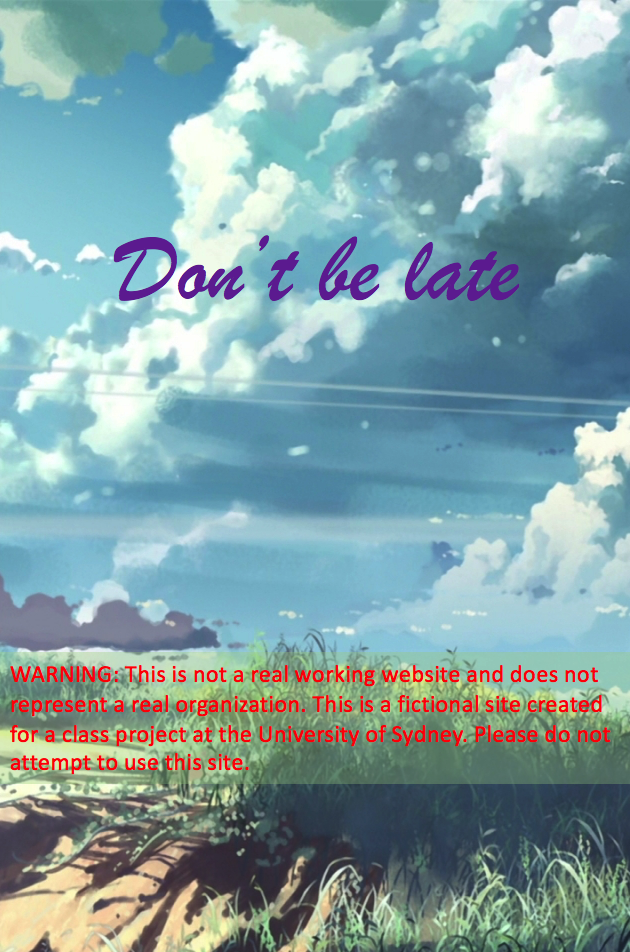 Don't be late
WARNING: This is not a real working website and does not
represent a real organization. This is a fictional site created
for a class project at the University of Sydney. Please do not
attempt to use this site.